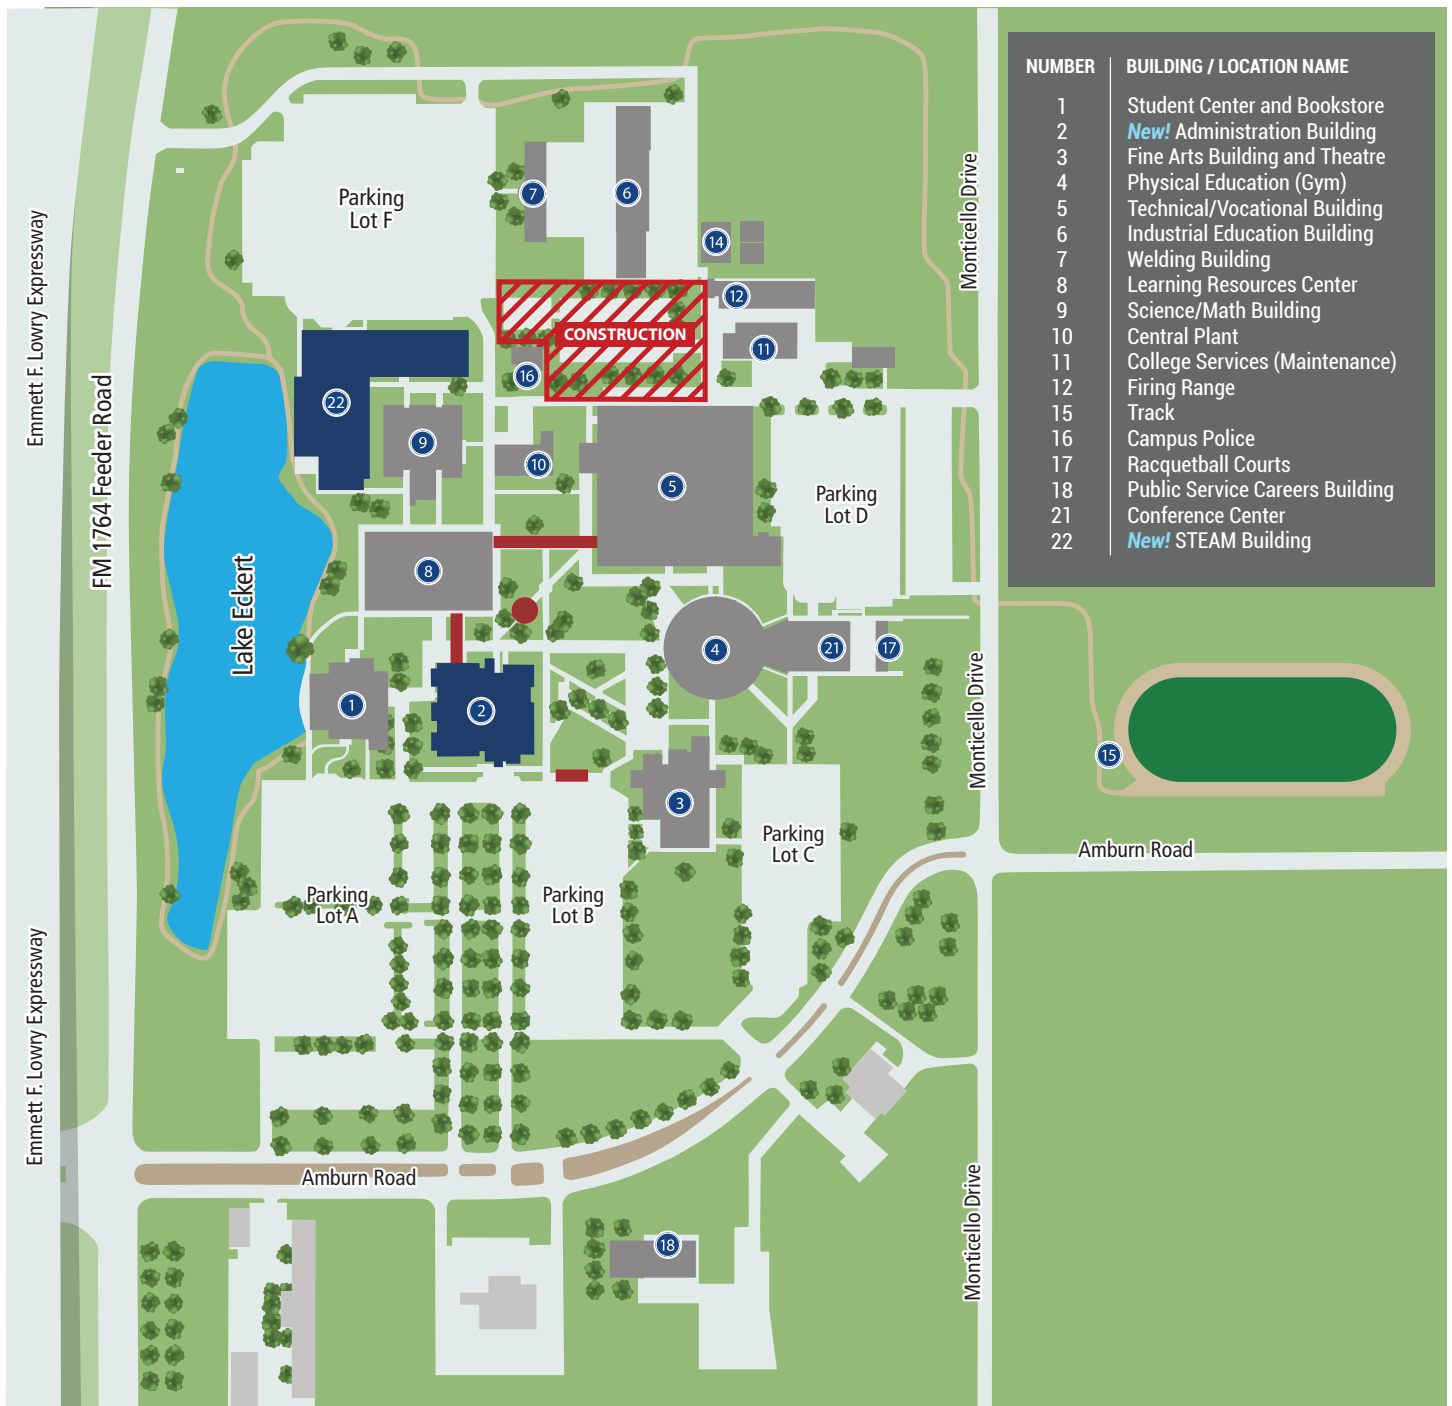 NUMBER BUILDING / LOCATION NAME
1 Student Center and Bookstore
2 New! Administration Building
3 Fine Arts Building and Theatre
4 Physical Education (Gym)
5 Technical/Vocational Building
6 Industrial Education Building
7 Welding Building
8 Learning Resources Center
9 Science/Math Building
10 Central Plant
11 College Services (Maintenance)
12 Firing Range
15 Track
16 Campus Police
17 Racquetball Courts
18 Public Service Careers Building
21 Conference Center
22 New! STEAM Building
Parking
Lot F
7
6
14
12
CONSTRUCTION
11
16
22
9
10
5
Parking
Lot D
8
4
21
17
1
2
3
15
Parking
Lot C
Parking
Lot A
Parking
Lot B
18
Lake Eckert
Emmett F. Lowry Expressway
FM 1764 Feeder Road
Emmett F. Lowry Expressway
Monticello Drive
Monticello Drive
Monticello Drive
Amburn Road
Amburn Road